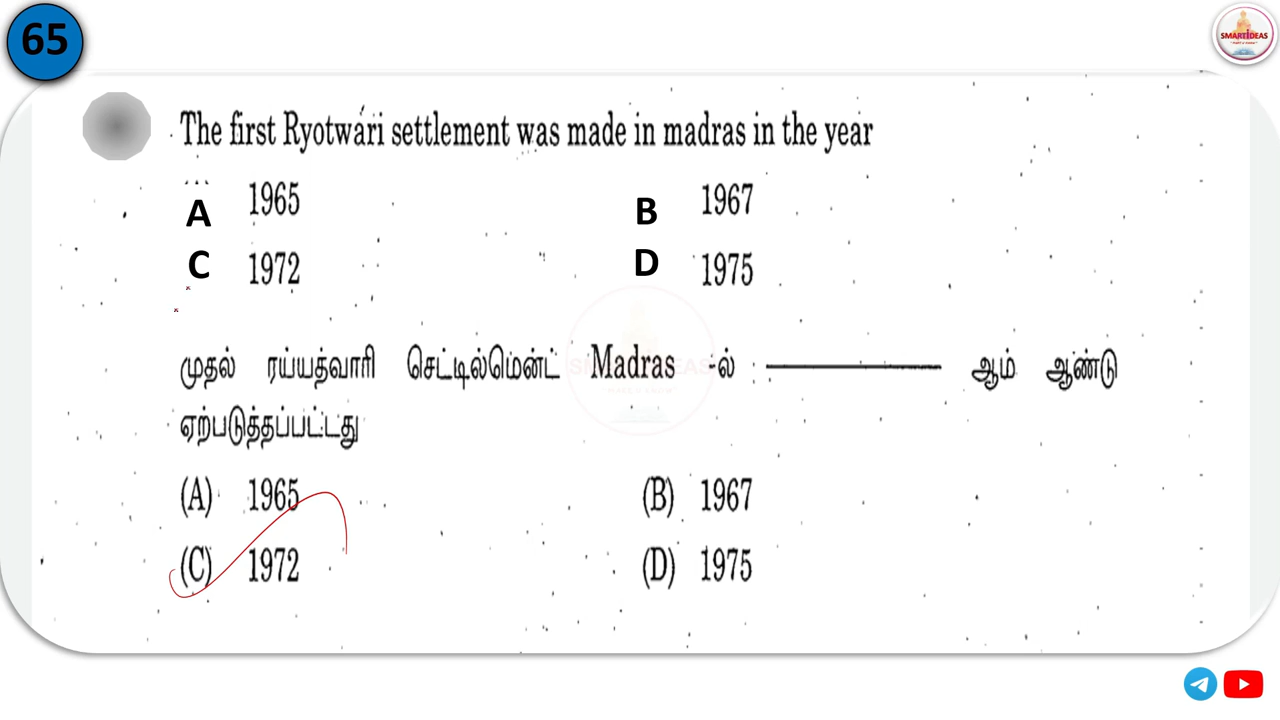 65
SMARTIDEAS
The first Ryotwari settlement was made in madras in the year
A 1965 B 1967
C 1972 D 1975
முதல் ரய்யத்வாரி செட்டில்மென்ட் Madras -ல் ———— ஆம் ஆண்டு
ஏற்படுத்தப்பட்டது
(A) 1965 (B) 1967
(C) 1972 (D) 1975